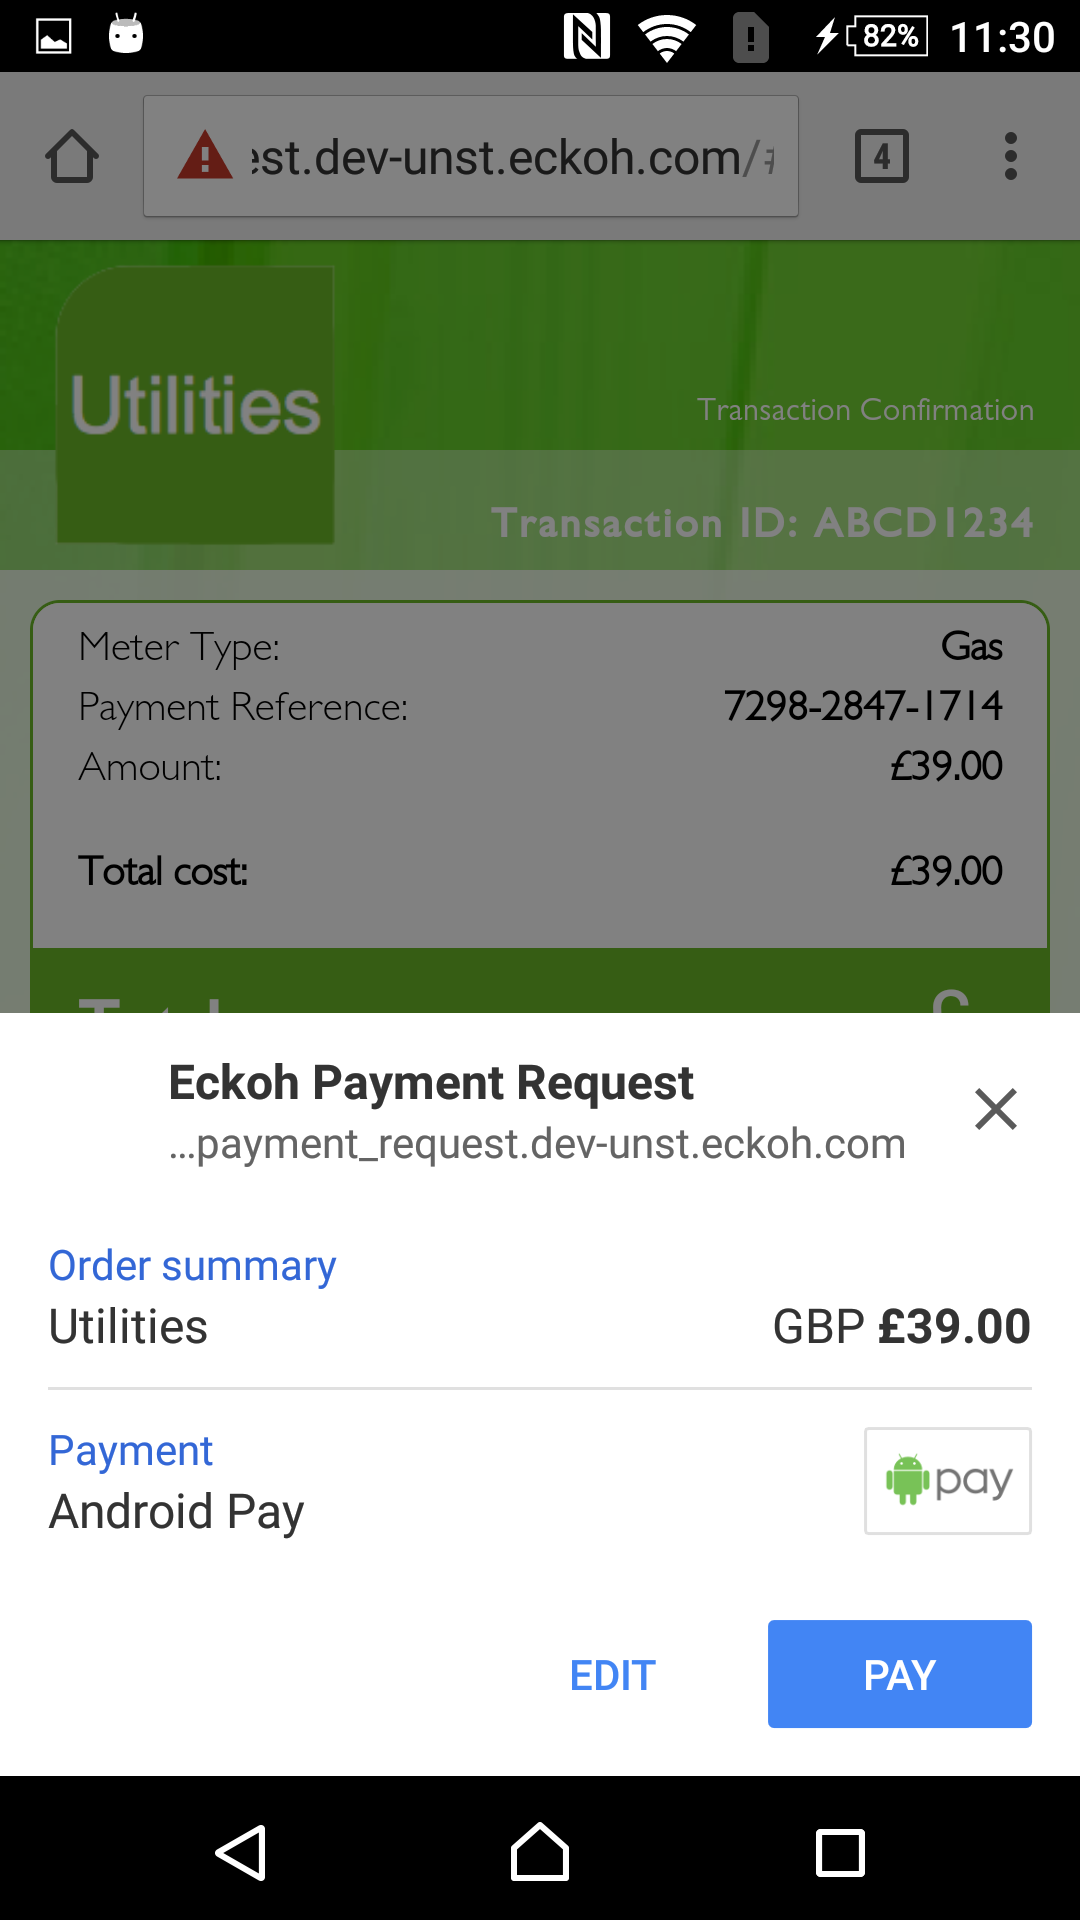 82% 11:30
est.dev-unst.eckoh.com/#
4
Utilities
Transaction Confirmation
Transaction ID: ABCD1234
Meter Type: Gas
Payment Reference: 7298-2847-1714
Amount: £39.00
Total cost: £39.00
Eckoh Payment Request
...payment_request.dev-unst.eckoh.com
Order summary
Utilities GBP £39.00
Payment
Android Pay
pay
EDIT PAY